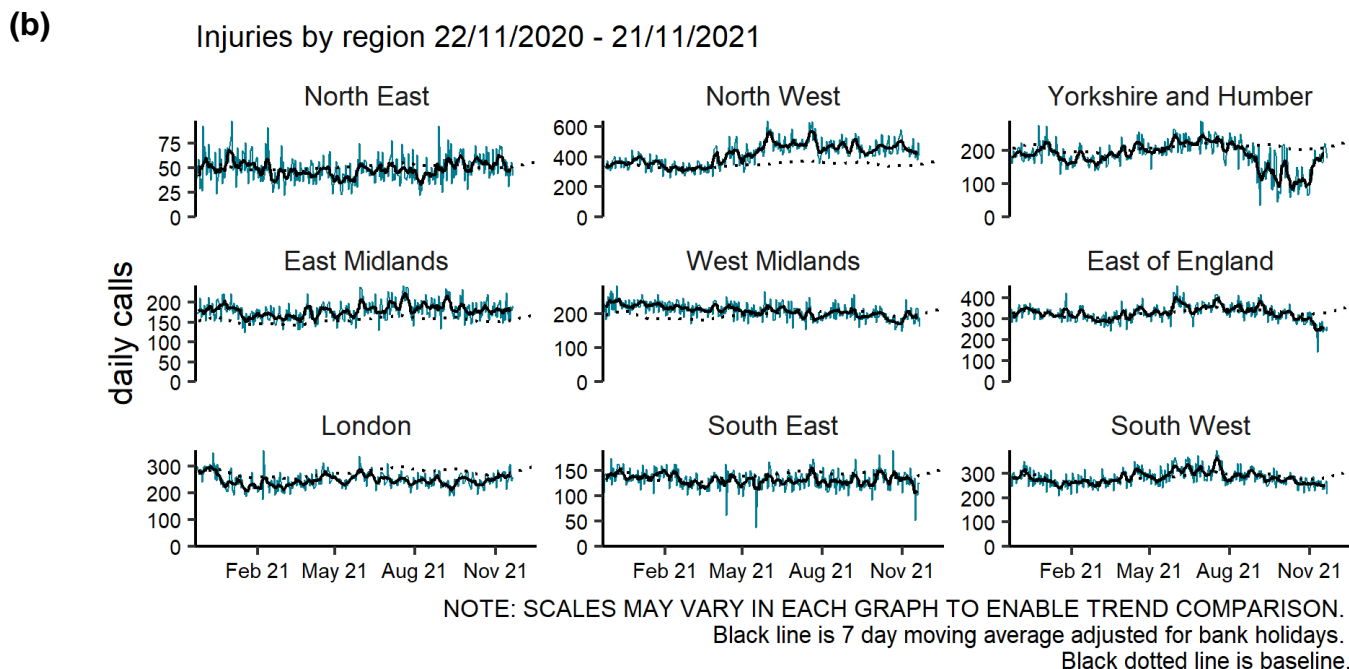 (b)
Injuries by region 22/11/2020 - 21/11/2021
North East
North West
Yorkshire and Humber
75
50
25
0
600
400
200
0
200
100
0
daily calls
East Midlands
West Midlands
East of England
200
150
100
50
0
200
100
0
400
300
200
100
0
London
South East
South West
300
200
100
0
150
100
50
0
300
200
100
0
Feb 21 May 21 Aug 21 Nov 21
Feb 21 May 21 Aug 21 Nov 21
Feb 21 May 21 Aug 21 Nov 21
NOTE: SCALES MAY VARY IN EACH GRAPH TO ENABLE TREND COMPARISON.
Black line is 7 day moving average adjusted for bank holidays.
Black dotted line is baseline.